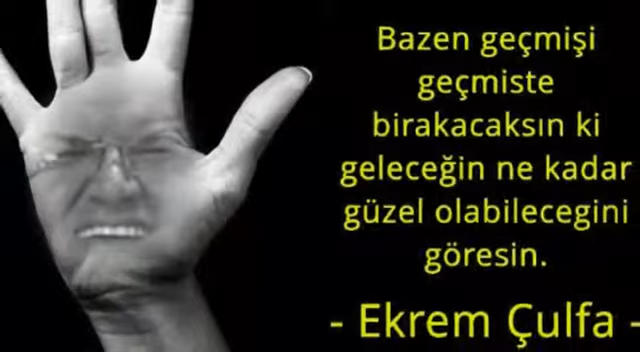 Bazen geçmişi
geçmiste
birakacaksın ki
geleceğin ne kadar
güzel olabilecegini
göresin.
- Ekrem Çulfa -